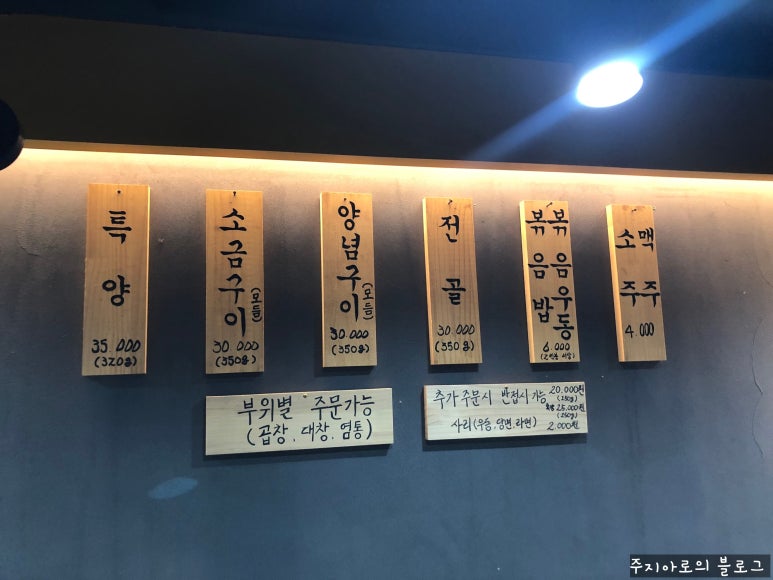 특양
35.000
(320g)
소금구이 (모듬)
30.000
(350g)
양념구이 (모듬)
30.000
(350g)
전골
30.000
(350g)
볶음밥
볶음우동
6.000
소주
맥주
4.000
부위별 주문가능
(곱창. 대창. 염통)
추가 주문시 반접시 가능 20.000원
(250g)
25.000원
(250g)
사리(우동.당면.라면) 2.000원
주지아로의 블로그